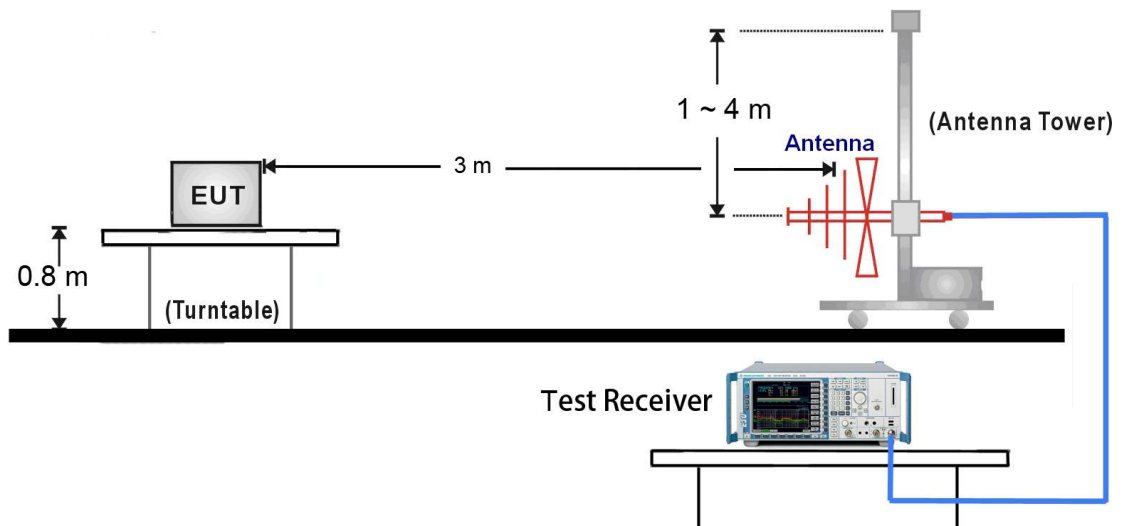 1 ~ 4 m
(Antenna Tower)
Antenna
3 m
EUT
0.8 m
(Turntable)
Test Receiver